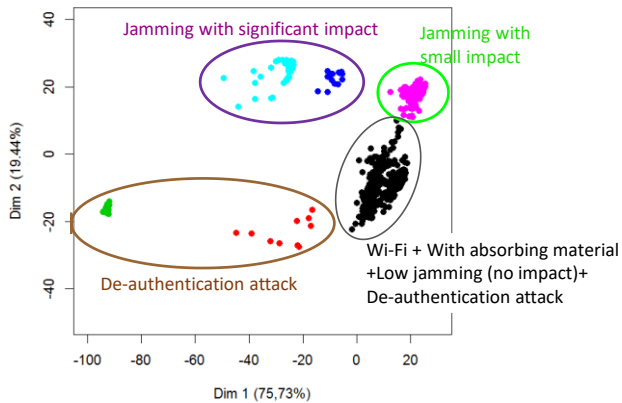 Jamming with significant impact
Jamming with
small impact
Wi-Fi + With absorbing material
+Low jamming (no impact)+
De-authentication attack
De-authentication attack
Dim 2 (19.44%)
40
20
0
-20
-40
-100
-80
-60
-40
-20
0
20
Dim 1 (75,73%)